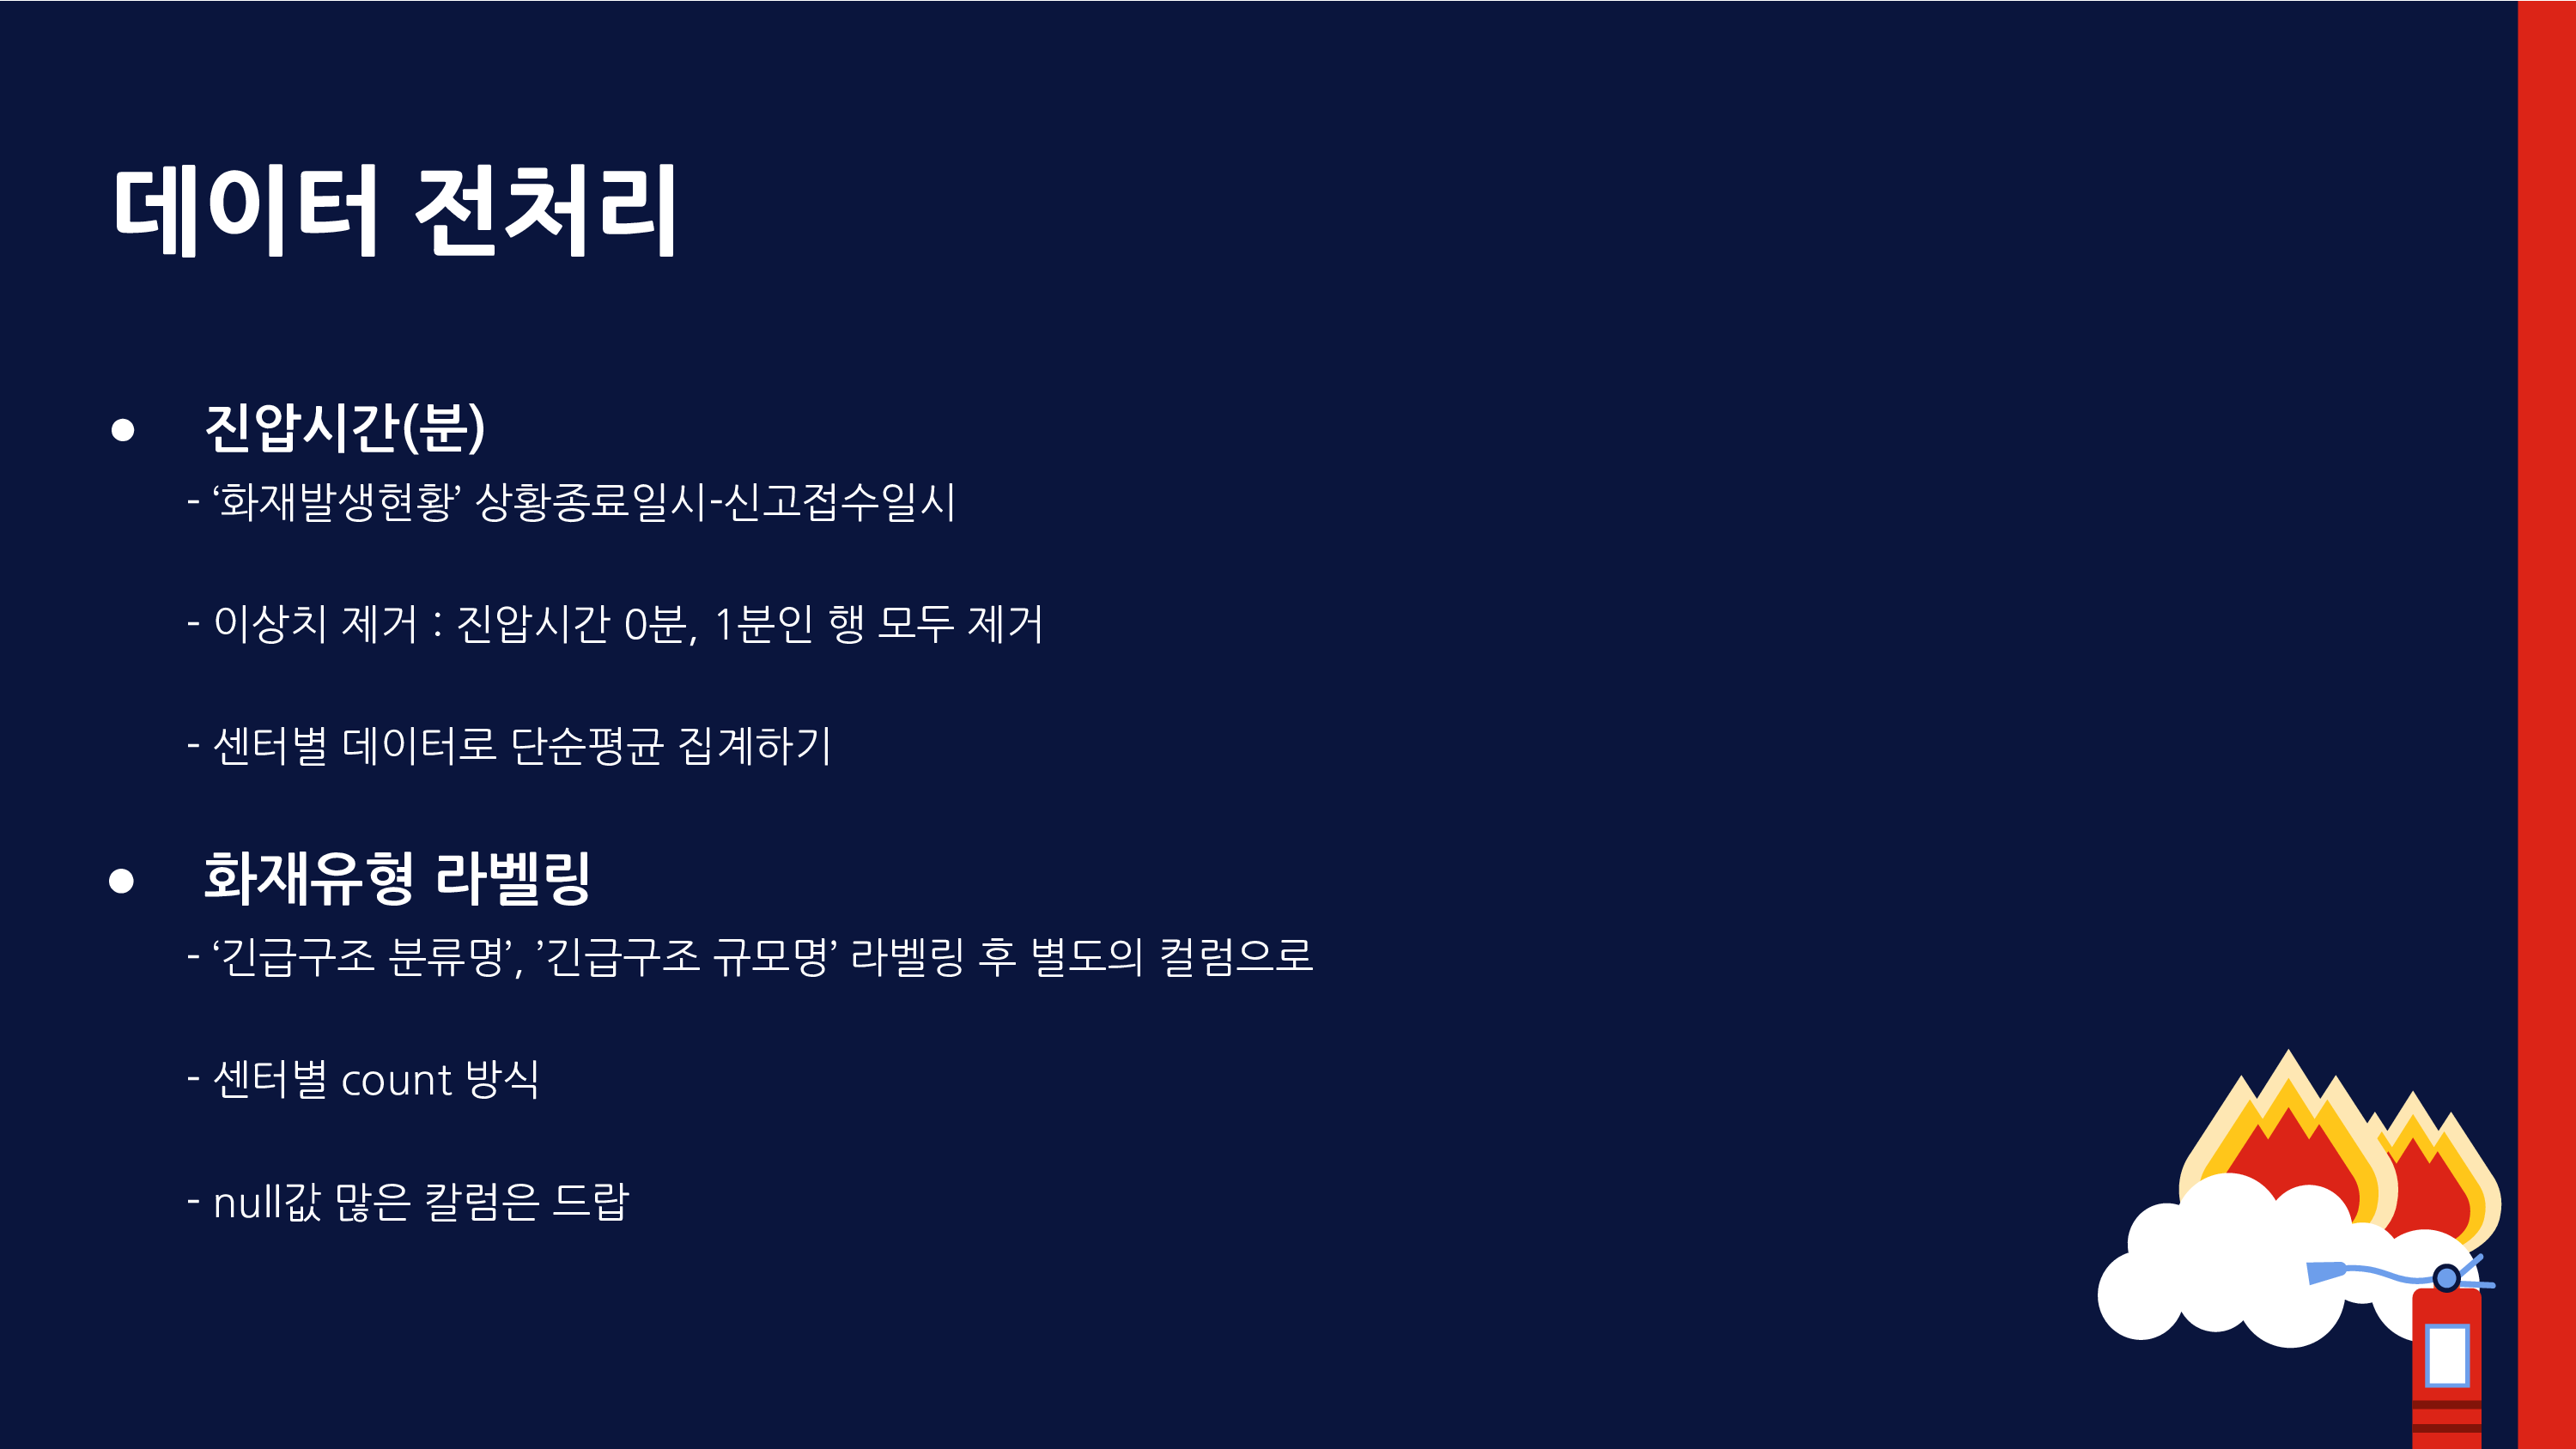 데이터 전처리
● 진압시간(분)
- ‘화재발생현황’ 상황종료일시-신고접수일시
- 이상치 제거 : 진압시간 0분, 1분인 행 모두 제거
- 센터별 데이터로 단순평균 집계하기
● 화재유형 라벨링
- ‘긴급구조 분류명’, ’긴급구조 규모명’ 라벨링 후 별도의 컬럼으로
- 센터별 count 방식
- null값 많은 칼럼은 드랍